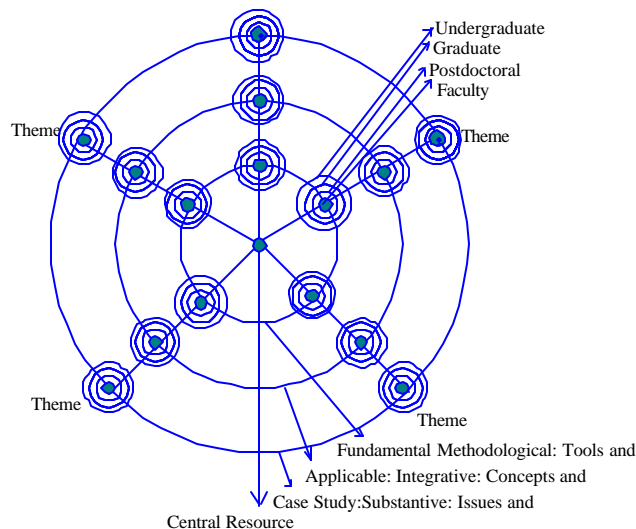 Undergraduate
Graduate
Postdoctoral
Faculty
Theme
Theme
Theme
Theme
Fundamental Methodological: Tools and
Applicable: Integrative: Concepts and
Case Study:Substantive: Issues and
Central Resource